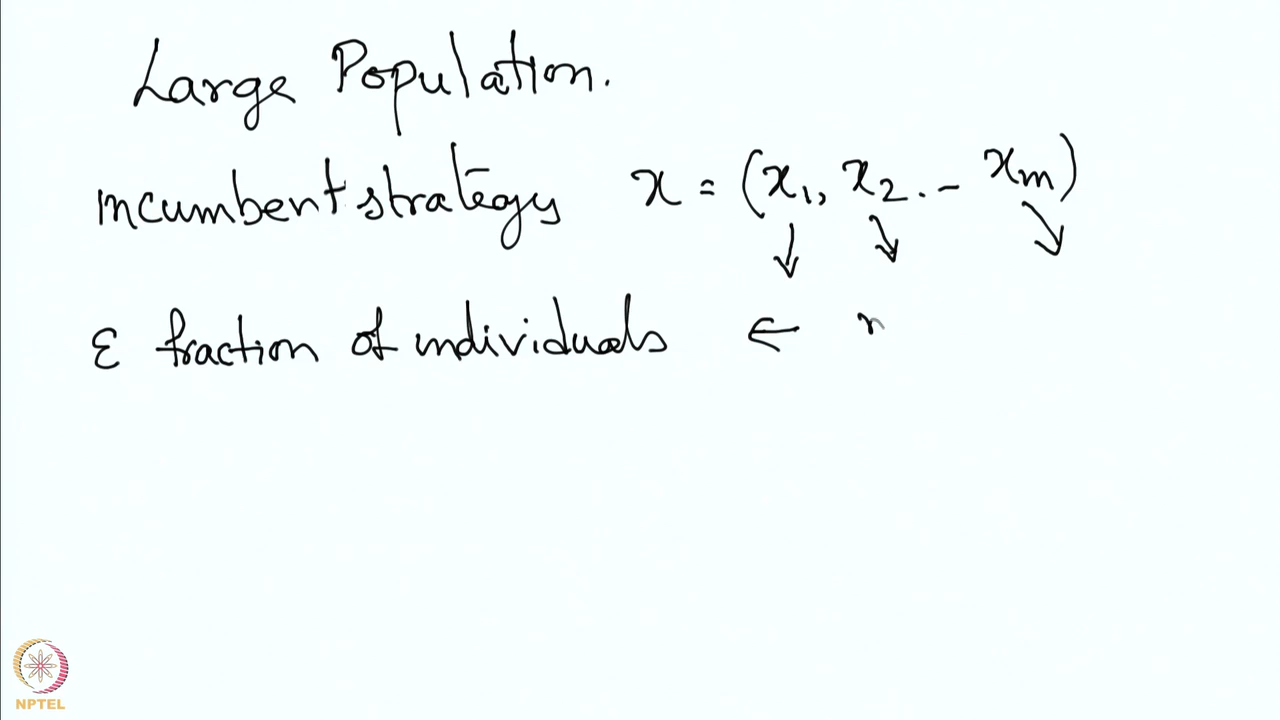 Large Population.
incumbent strategy x = (x₁, x₂ . - xₘ)
ε fraction of individuals ←
NPTEL